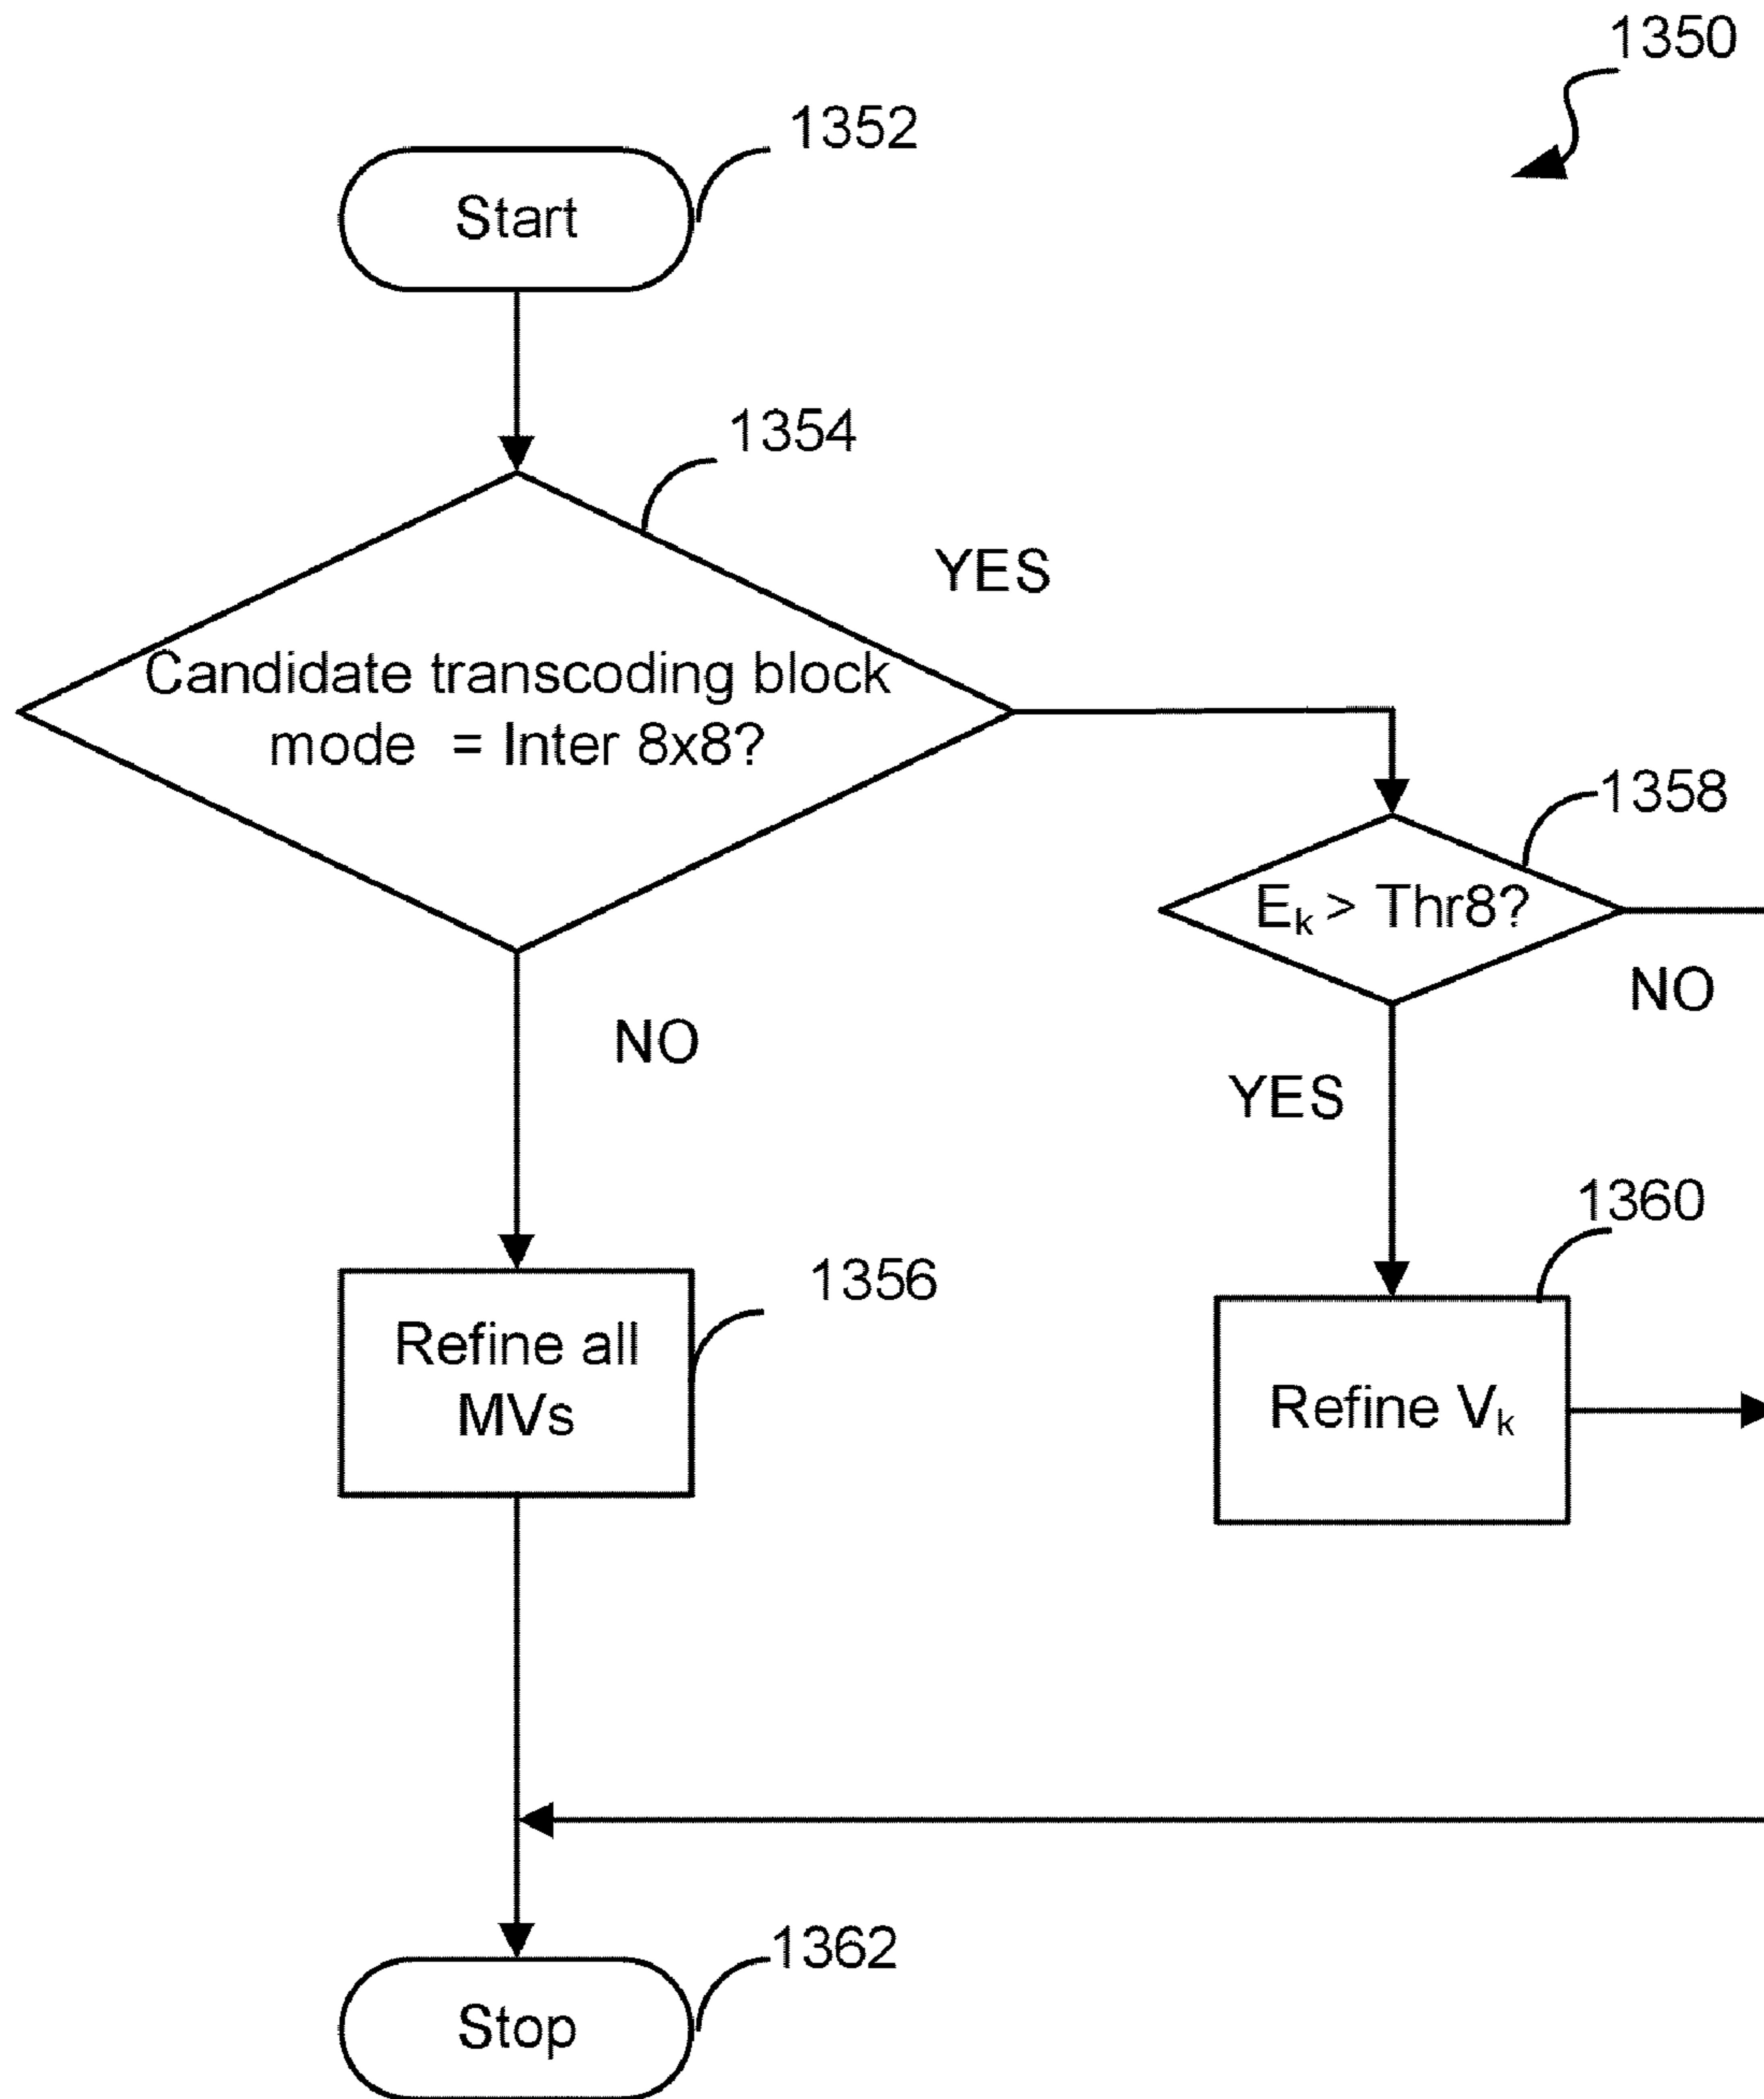 1350
1352
Start
1354
YES
Candidate transcoding block
mode = Inter 8x8?
1358
Eₖ > Thr8?
NO
NO
YES
1360
1356
Refine all
MVs
Refine Vₖ
1362
Stop